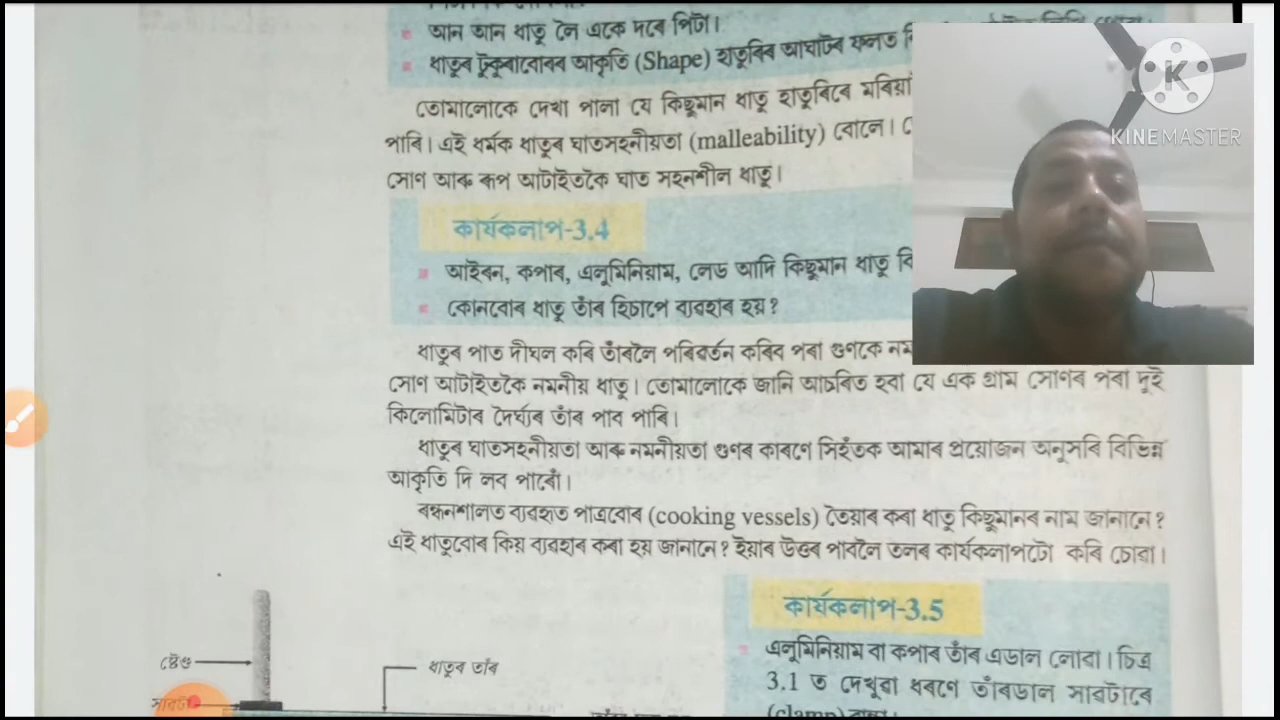 আন আন ধাতু লৈ একে দৰে পিটা।
ধাতুৰ টুকুৰাবোৰৰ আকৃতি (Shape) হাতুৰিৰ আঘাটৰ ফলত
তোমালোকে দেখা পালা যে কিছুমান ধাতু হাতুৰিৰে মৰিয়া
পাৰি। এই ধৰ্মক ধাতুৰ ঘাতসহনীয়তা (malleability) বোলে।
সোণ আৰু ৰূপ আটাইতকৈ ঘাত সহনশীল ধাতু।
কাৰ্যকলাপ-3.4
আইৰন, কপাৰ, এলুমিনিয়াম, লেড আদি কিছুমান ধাতু
কোনবোৰ ধাতু তাঁৰ হিচাপে ব্যৱহাৰ হয়?
ধাতুৰ পাত দীঘল কৰি তাঁৰলৈ পৰিবৰ্তন কৰিব পৰা গুণকে নম
সোণ আটাইতকৈ নমনীয় ধাতু। তোমালোকে জানি আচৰিত হবা যে এক গ্ৰাম সোণৰ পৰা দুই
কিলোমিটাৰ দৈৰ্ঘ্যৰ তাঁৰ পাব পাৰি।
ধাতুৰ ঘাতসহনীয়তা আৰু নমনীয়তা গুণৰ কাৰণে সিহঁতক আমাৰ প্ৰয়োজন অনুসৰি বিভিন্ন
আকৃতি দি লব পাৰোঁ।
ৰন্ধনশালত ব্যৱহৃত পাত্ৰবোৰ (cooking vessels) তৈয়াৰ কৰা ধাতু কিছুমানৰ নাম জানানে?
এই ধাতুবোৰ কিয় ব্যৱহাৰ কৰা হয় জানানে? ইয়াৰ উত্তৰ পাবলৈ তলৰ কাৰ্যকলাপটো কৰি চোৱা।
কাৰ্যকলাপ-3.5
এলুমিনিয়াম বা কপাৰ তাঁৰ এডাল লোৱা। চিত্ৰ
3.1 ত দেখুৱা ধৰণে তাঁৰডাল সাৱটাৰে
(clamp) বান্ধা।
ষ্টেণ্ড
ধাতুৰ তাঁৰ
KINEMASTER